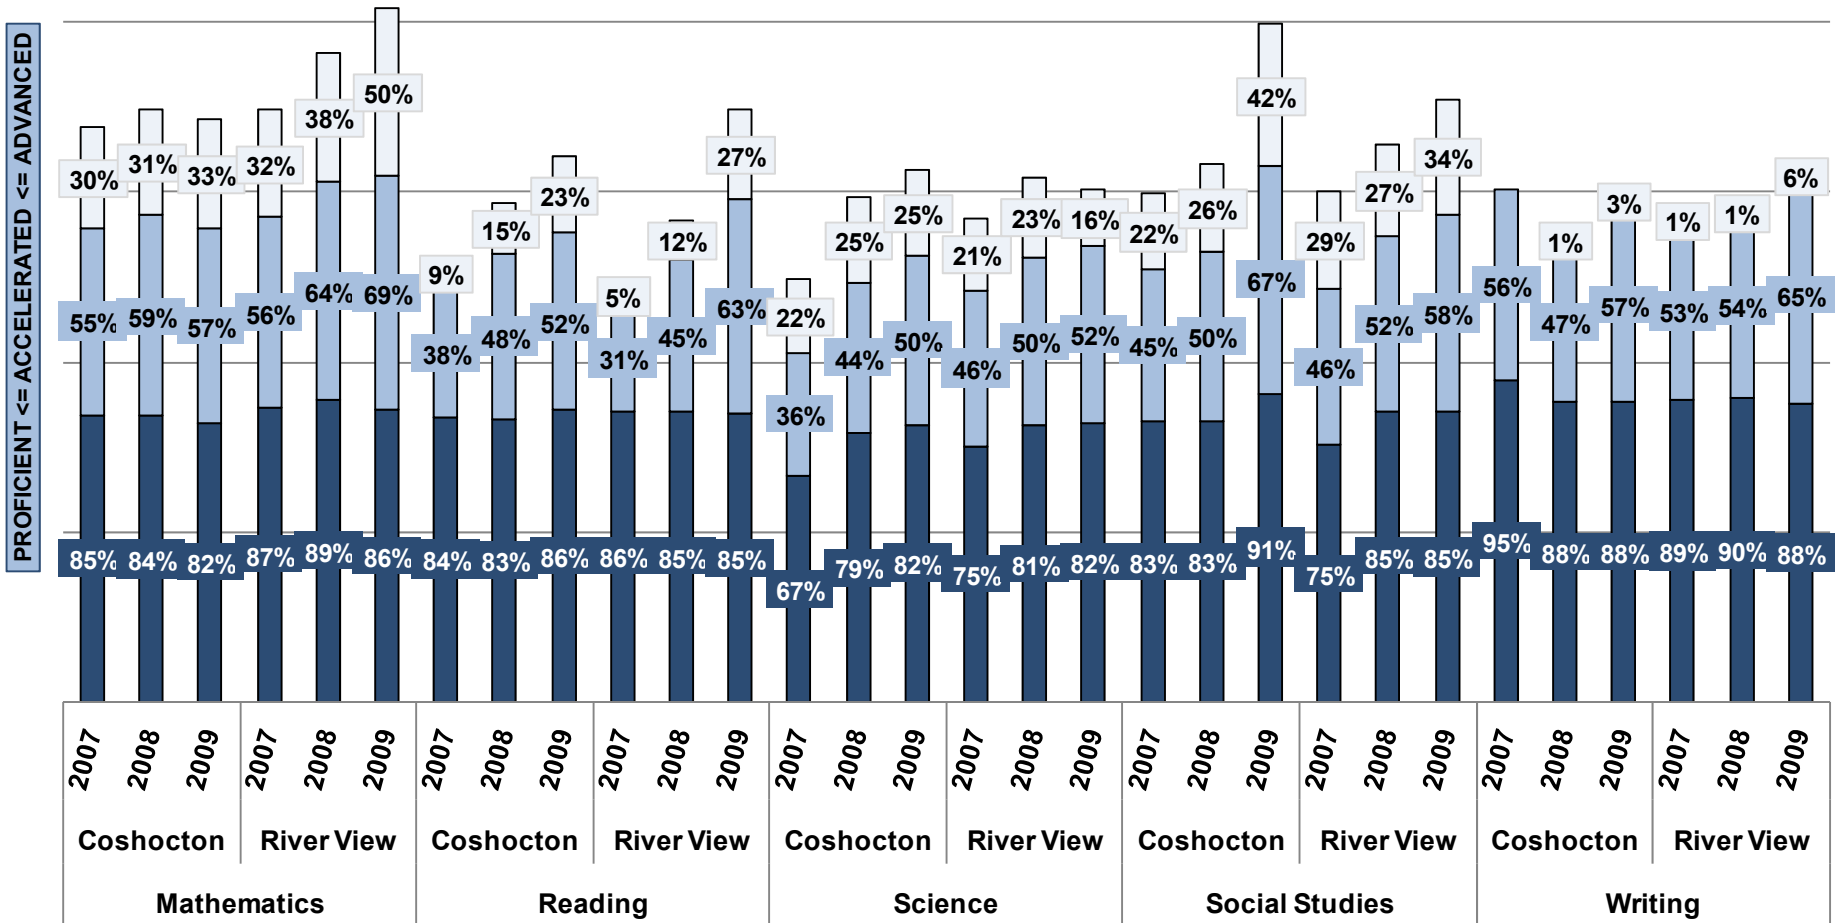 PROFICIENT <= ACCELERATED <= ADVANCED
30% 31% 33% 32% 38% 50% 9% 15% 23% 5% 12% 27% 22% 25% 25% 21% 23% 16% 22% 26% 42% 29% 27% 34% 1% 3% 1% 1% 6%
55% 59% 57% 56% 64% 69% 38% 48% 52% 31% 45% 63% 36% 44% 50% 46% 50% 52% 45% 50% 67% 46% 52% 58% 56% 47% 57% 53% 54% 65%
85% 84% 82% 87% 89% 86% 84% 83% 86% 86% 85% 85% 67% 79% 82% 75% 81% 82% 83% 83% 91% 75% 85% 85% 95% 88% 88% 89% 90% 88%
2007 2008 2009 2007 2008 2009 2007 2008 2009 2007 2008 2009 2007 2008 2009 2007 2008 2009 2007 2008 2009 2007 2008 2009 2007 2008 2009 2007 2008 2009
Coshocton River View Coshocton River View Coshocton River View Coshocton River View Coshocton River View
Mathematics Reading Science Social Studies Writing